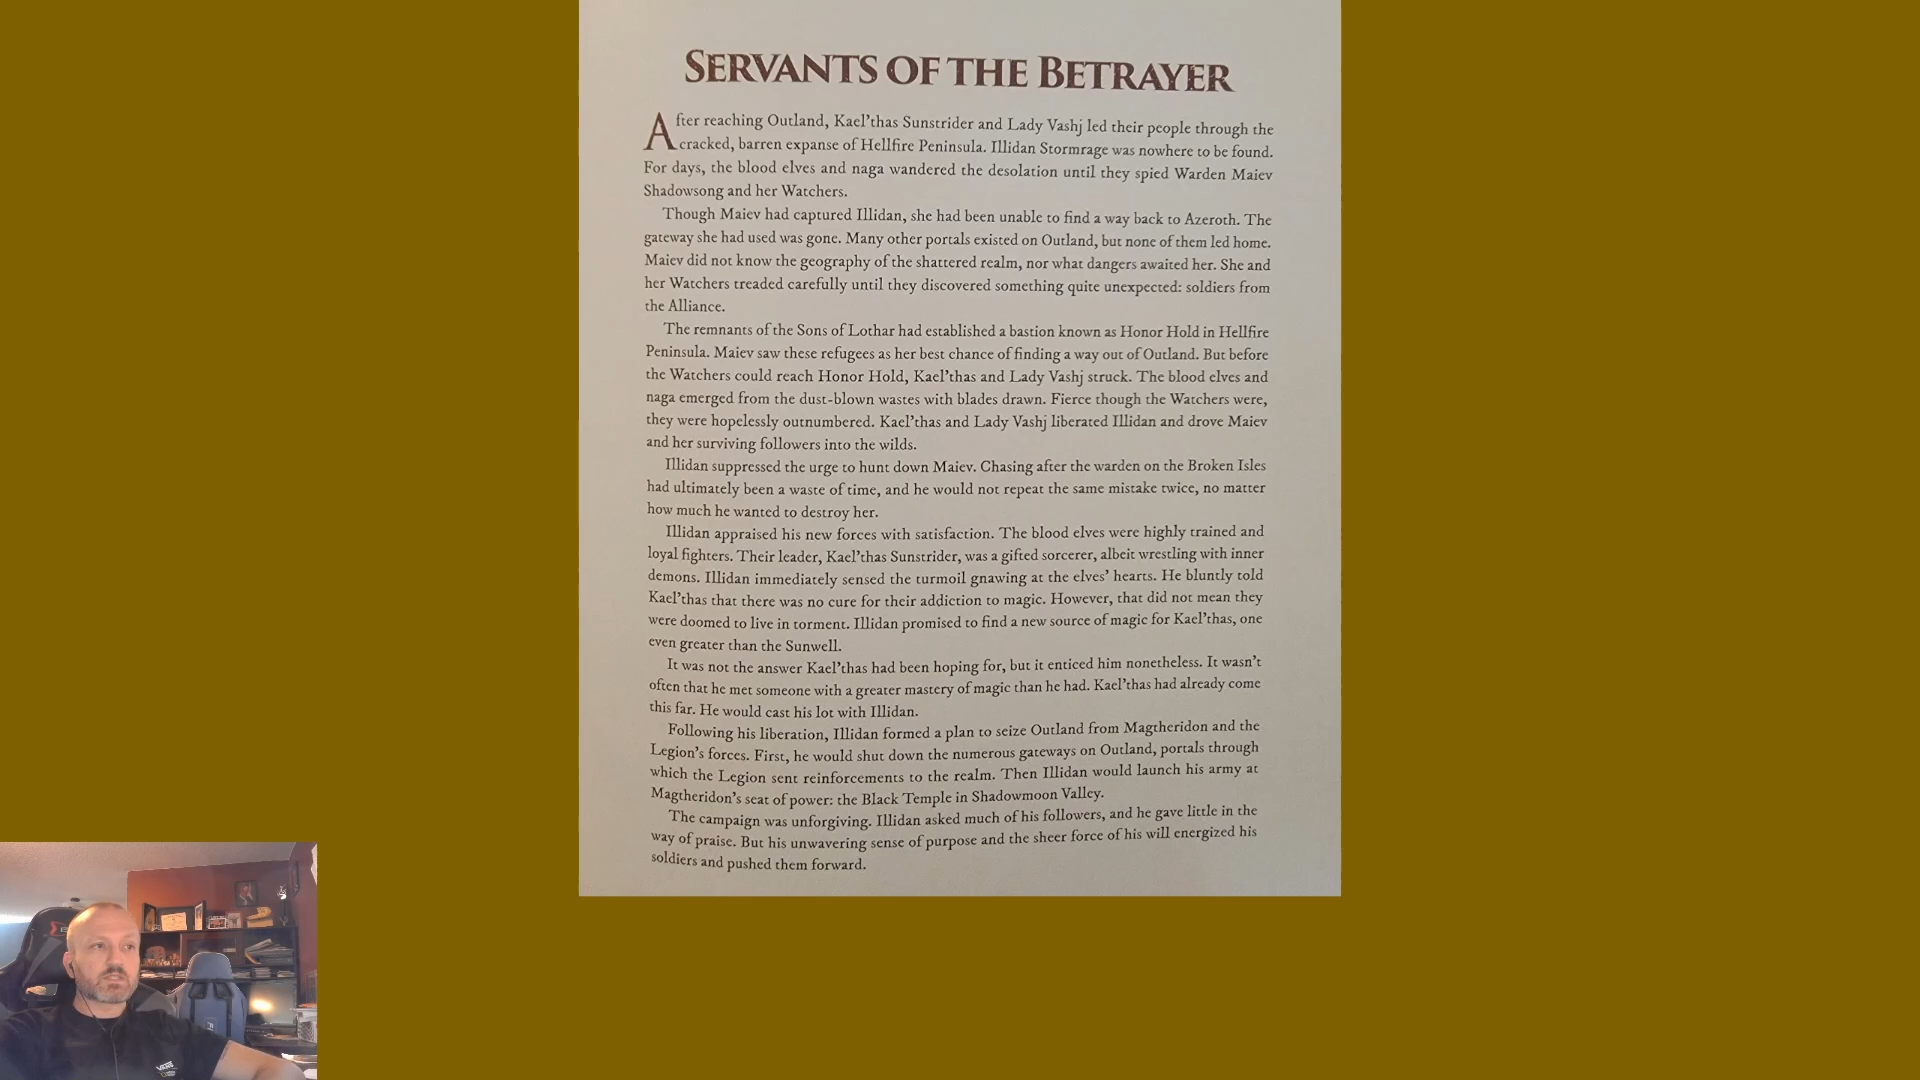 SERVANTS OF THE BETRAYER
After reaching Outland, Kael'thas Sunstrider and Lady Vashj led their people through the
cracked, barren expanse of Hellfire Peninsula. Illidan Stormrage was nowhere to be found.
For days, the blood elves and naga wandered the desolation until they spied Warden Maiev
Shadowsong and her Watchers.
Though Maiev had captured Illidan, she had been unable to find a way back to Azeroth. The
gateway she had used was gone. Many other portals existed on Outland, but none of them led home.
Maiev did not know the geography of the shattered realm, nor what dangers awaited her. She and
her Watchers treaded carefully until they discovered something quite unexpected: soldiers from
the Alliance.
The remnants of the Sons of Lothar had established a bastion known as Honor Hold in Hellfire
Peninsula. Maiev saw these refugees as her best chance of finding a way out of Outland. But before
the Watchers could reach Honor Hold, Kael'thas and Lady Vashj struck. The blood elves and
naga emerged from the dust-blown wastes with blades drawn. Fierce though the Watchers were,
they were hopelessly outnumbered. Kael'thas and Lady Vashj liberated Illidan and drove Maiev
and her surviving followers into the wilds.
Illidan suppressed the urge to hunt down Maiev. Chasing after the warden on the Broken Isles
had ultimately been a waste of time, and he would not repeat the same mistake twice, no matter
how much he wanted to destroy her.
Illidan appraised his new forces with satisfaction. The blood elves were highly trained and
loyal fighters. Their leader, Kael'thas Sunstrider, was a gifted sorcerer, albeit wrestling with inner
demons. Illidan immediately sensed the turmoil gnawing at the elves' hearts. He bluntly told
Kael'thas that there was no cure for their addiction to magic. However, that did not mean they
were doomed to live in torment. Illidan promised to find a new source of magic for Kael'thas, one
even greater than the Sunwell.
It was not the answer Kael'thas had been hoping for, but it enticed him nonetheless. It wasn't
often that he met someone with a greater mastery of magic than he had. Kael'thas had already come
this far. He would cast his lot with Illidan.
Following his liberation, Illidan formed a plan to seize Outland from Magtheridon and the
Legion's forces. First, he would shut down the numerous gateways on Outland, portals through
which the Legion sent reinforcements to the realm. Then Illidan would launch his army at
Magtheridon's seat of power: the Black Temple in Shadowmoon Valley.
The campaign was unforgiving. Illidan asked much of his followers, and he gave little in the
way of praise. But his unwavering sense of purpose and the sheer force of his will energized his
soldiers and pushed them forward.
VANS